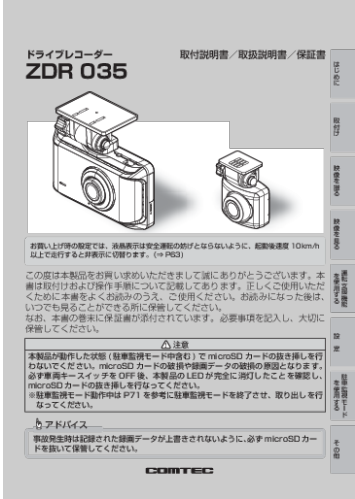 ドライブレコーダー
取付説明書／取扱説明書／保証書
ZDR 035
お買い上げ時の設定では、液晶表示は安全運転の妨げとならないように、起動後速度 10km/h
以上で走行すると非表示に切替ります。(⇒ P63)
この度は本製品をお買い求めいただきまして誠にありがとうございます。本
書は取付けおよび操作手順について記載してあります。正しくご使用いただ
くために本書をよくお読みのうえ、ご使用ください。お読みになった後は、
いつでも見ることができる所に保管してください。
なお、本書の巻末に保証書が添付されています。必要事項を記入し、大切に
保管してください。
⚠ 注意
本製品が動作した状態（駐車監視モード中含む）で microSD カードの抜き挿しを行
わないでください。microSD カードの破損や録画データの破損の原因となります。
必ず車両キースイッチを OFF 後、本製品の LED が完全に消灯したことを確認し、
microSD カードの抜き挿しを行なってください。
※駐車監視モード動作中は P71 を参考に駐車監視モードを終了させ、取り出しを行
なってください。
アドバイス
事故発生時は記録された録画データが上書きされないように、必ず microSD カー
ドを抜いて保管してください。
COMTEC
はじめに
取付け
映像を撮る
映像を見る
運転支援機能
を使用する
設定
駐車監視モード
を使用する
その他